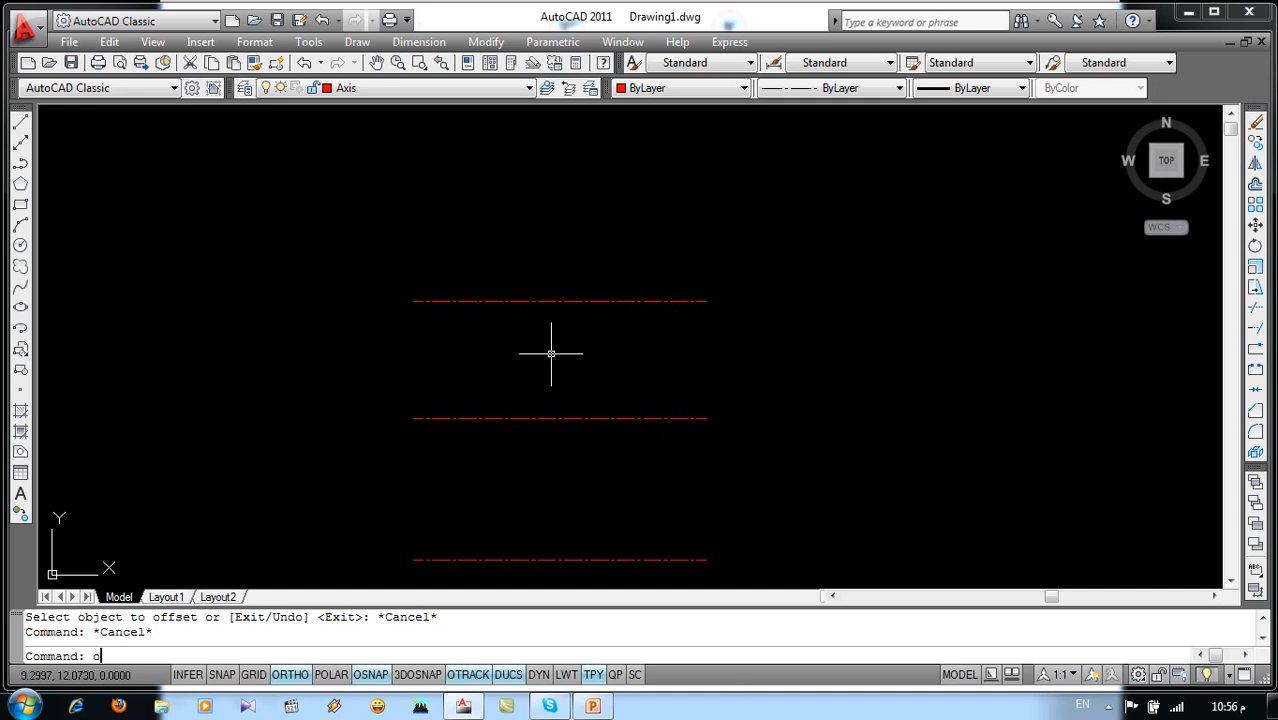 AutoCAD Classic
AutoCAD 2011 Drawing1.dwg
Type a keyword or phrase
File Edit View Insert Format Tools Draw Dimension Modify Parametric Window Help Express
Standard Standard Standard Standard
AutoCAD Classic Axis ByLayer ByLayer ByLayer ByColor
N
W TOP E
S
WCS
Y
X
Model Layout1 Layout2
Select object to offset or [Exit/Undo] <Exit>: *Cancel*
Command: *Cancel*
Command: o
9.2997, 12.0730, 0.0000 INFER SNAP GRID ORTHO POLAR OSNAP 3DOSNAP OTRACK DUCS DYN LWT TPY QP SC MODEL 1:1
EN 10:56 م